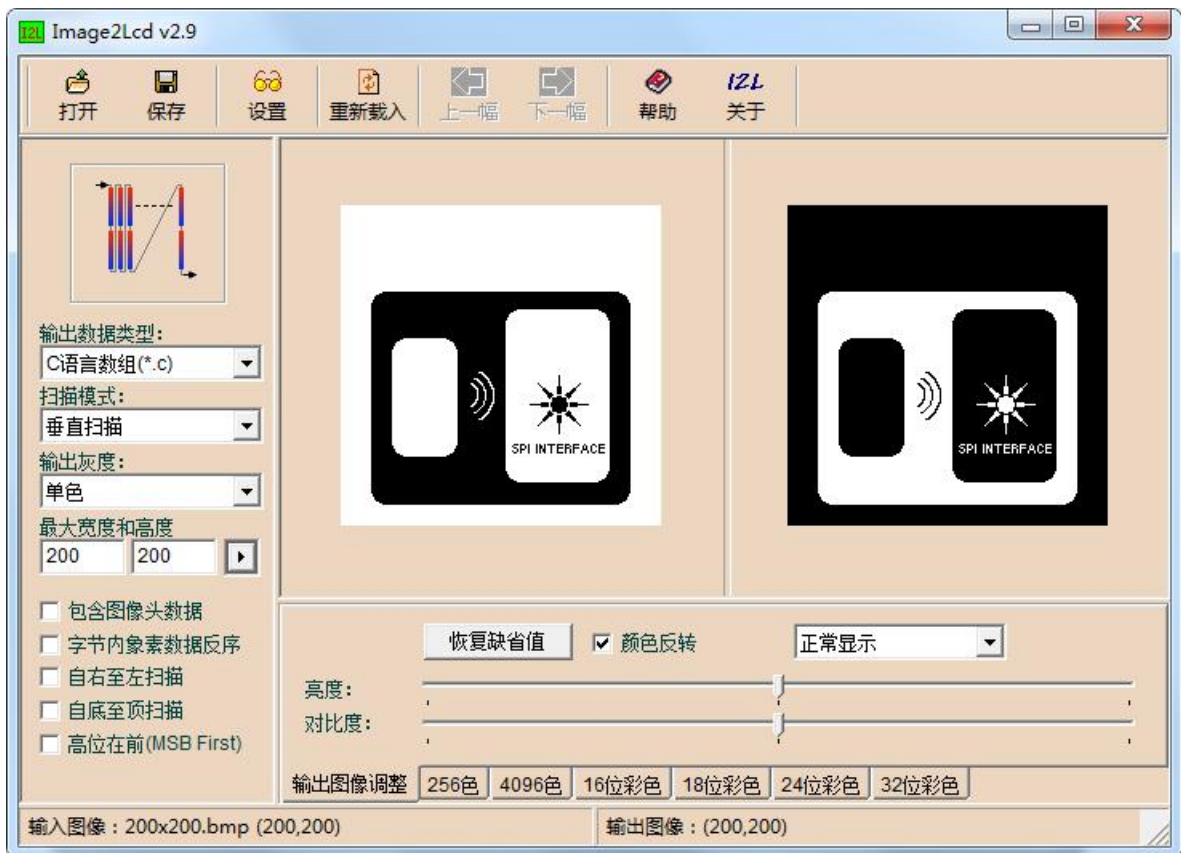 I2L Image2Lcd v2.9
打开 保存 设置 重新载入 上一幅 下一幅 帮助 关于
I2L
输出数据类型:
C语言数组(*.c)
扫描模式:
垂直扫描
输出灰度:
单色
最大宽度和高度
200 200
包含图像头数据
字节内象素数据反序
自右至左扫描
自底至顶扫描
高位在前(MSB First)
SPI INTERFACE
SPI INTERFACE
恢复缺省值 颜色反转 正常显示
亮度:
对比度:
输出图像调整 256色 4096色 16位彩色 18位彩色 24位彩色 32位彩色
输入图像:200x200.bmp (200,200) 输出图像:(200,200)